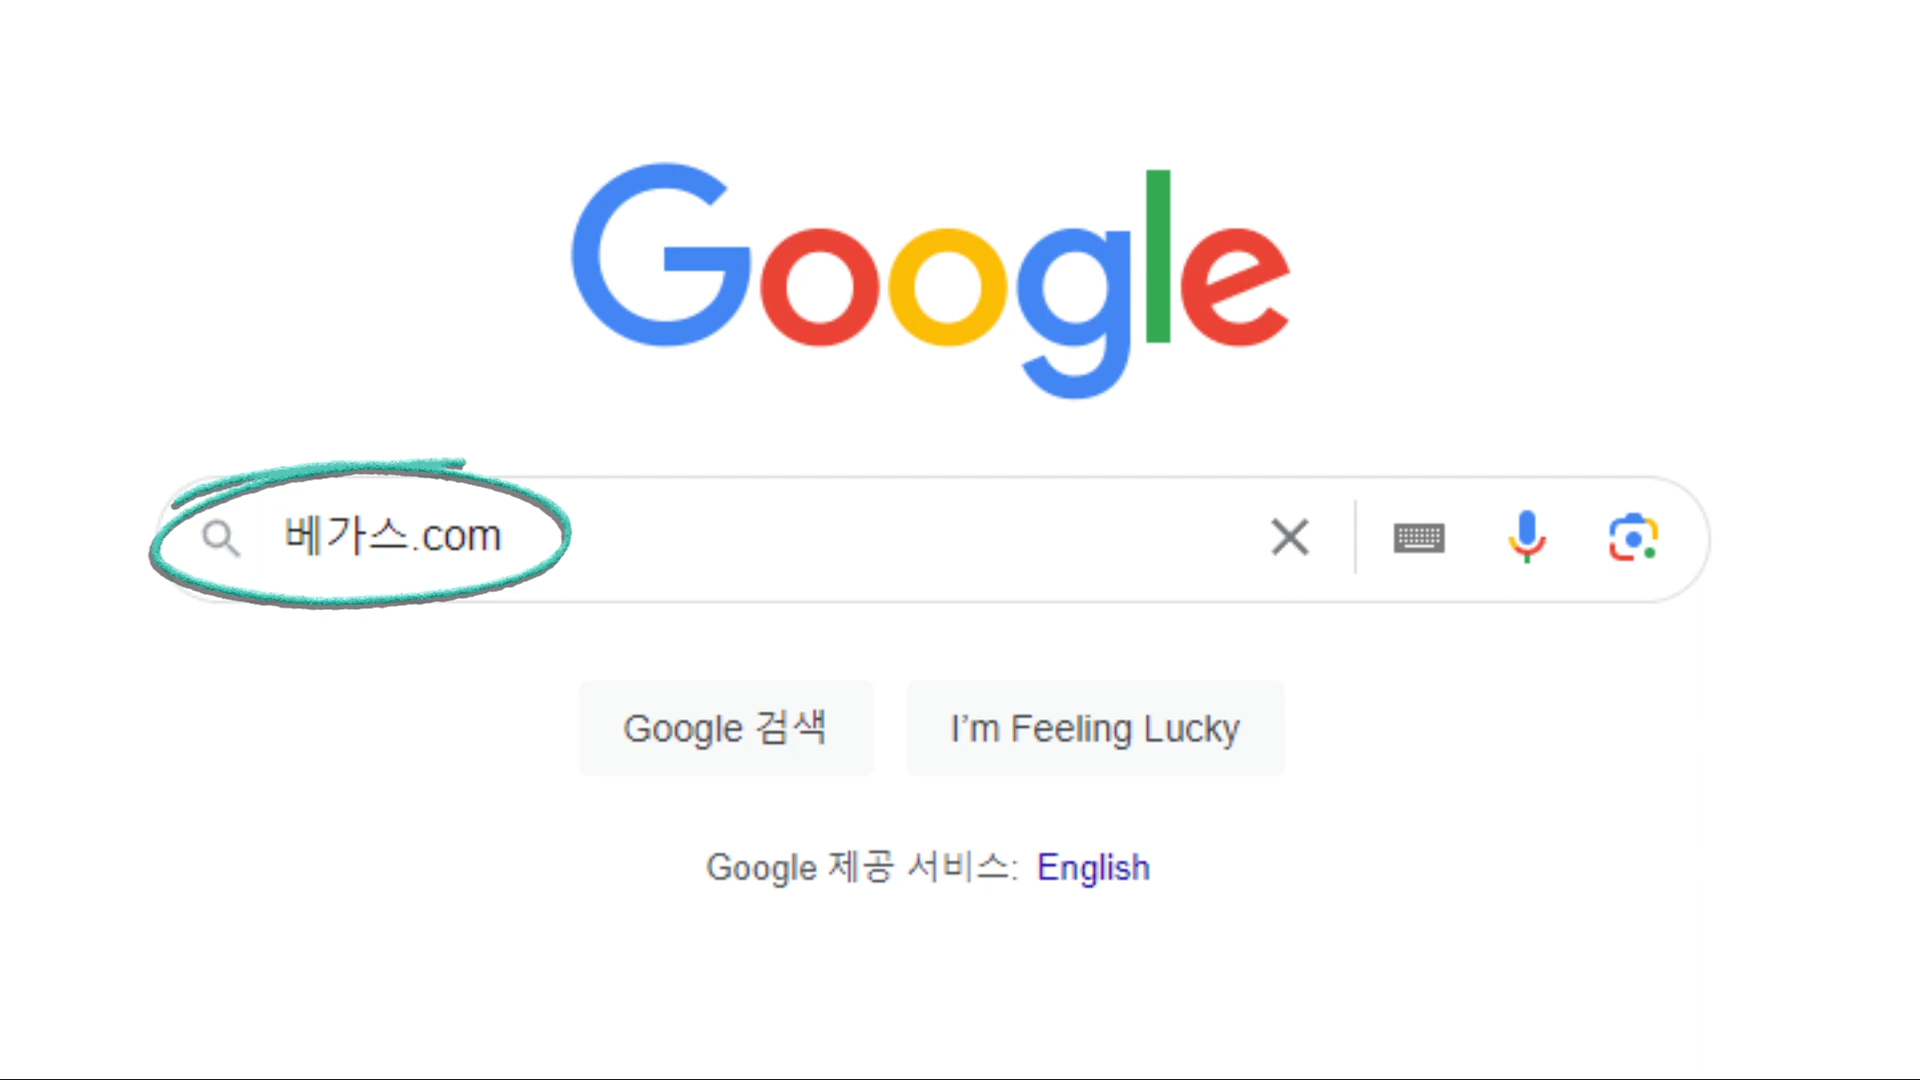 Google
베가스.com
Google 검색
I'm Feeling Lucky
Google 제공 서비스: English